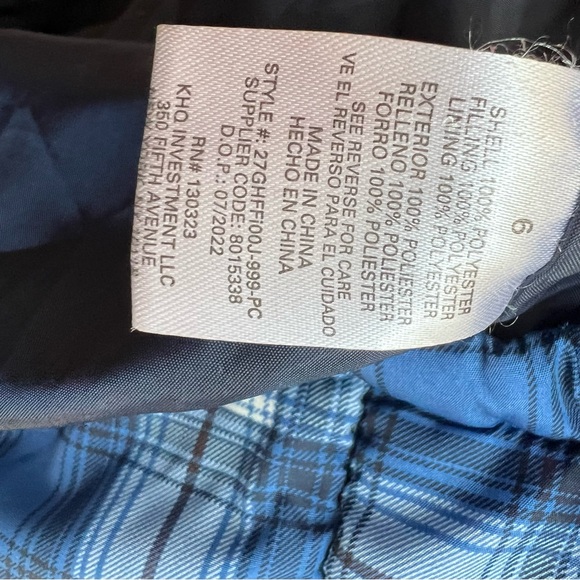 6
SHELL 100% POLYESTER
FILLING 100% POLYESTER
LINING 100% POLYESTER
EXTERIOR 100% POLIESTER
RELLENO 100% POLIESTER
FORRO 100% POLIESTER
SEE REVERSE FOR CARE
VE EL REVERSO PARA EL CUIDADO
MADE IN CHINA
HECHO EN CHINA
STYLE #: 27GHFF100J-999-PC
SUPPLIER CODE: 8015338
D.O.P.: 07/2022
RN# 130323
KHQ INVESTMENT LLC
350 FIFTH AVENUE